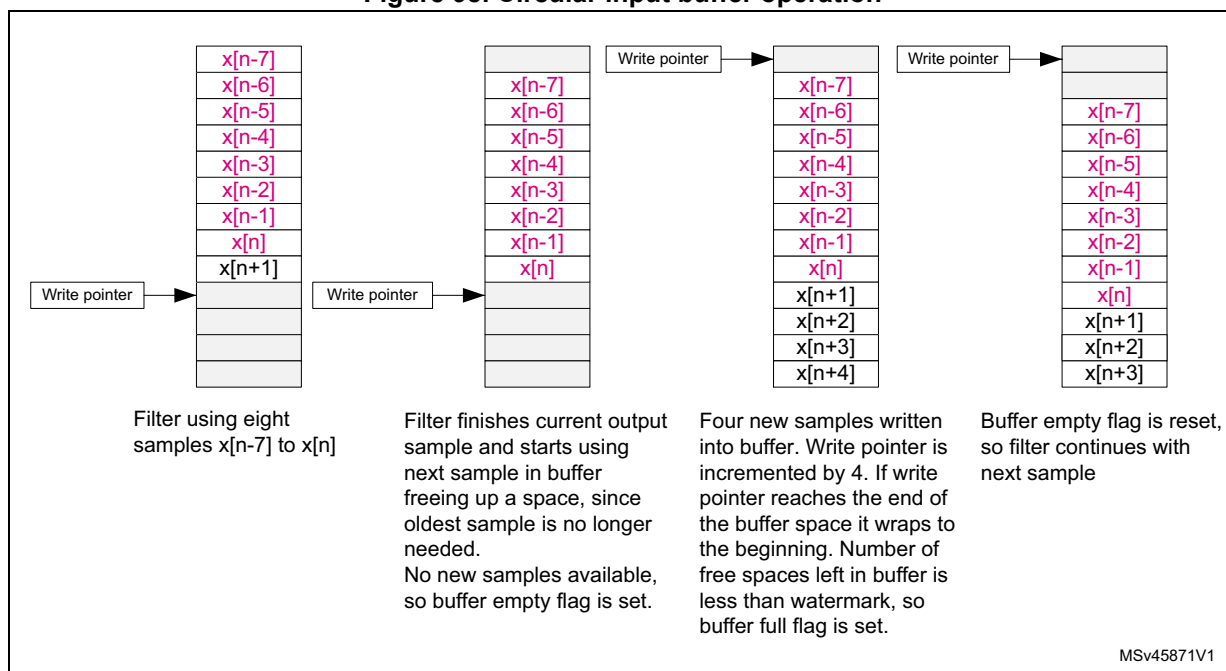 x[n-7]
x[n-6]
x[n-5]
x[n-4]
x[n-3]
x[n-2]
x[n-1]
x[n]
x[n+1]
Write pointer
Filter using eight
samples x[n-7] to x[n]
x[n-7]
x[n-6]
x[n-5]
x[n-4]
x[n-3]
x[n-2]
x[n-1]
x[n]
Write pointer
Filter finishes current output
sample and starts using
next sample in buffer
freeing up a space, since
oldest sample is no longer
needed.
No new samples available,
so buffer empty flag is set.
Write pointer
x[n-7]
x[n-6]
x[n-5]
x[n-4]
x[n-3]
x[n-2]
x[n-1]
x[n]
x[n+1]
x[n+2]
x[n+3]
x[n+4]
Four new samples written
into buffer. Write pointer is
incremented by 4. If write
pointer reaches the end of
the buffer space it wraps to
the beginning. Number of
free spaces left in buffer is
less than watermark, so
buffer full flag is set.
Write pointer
x[n-7]
x[n-6]
x[n-5]
x[n-4]
x[n-3]
x[n-2]
x[n-1]
x[n]
x[n+1]
x[n+2]
x[n+3]
Buffer empty flag is reset,
so filter continues with
next sample
MSv45871V1